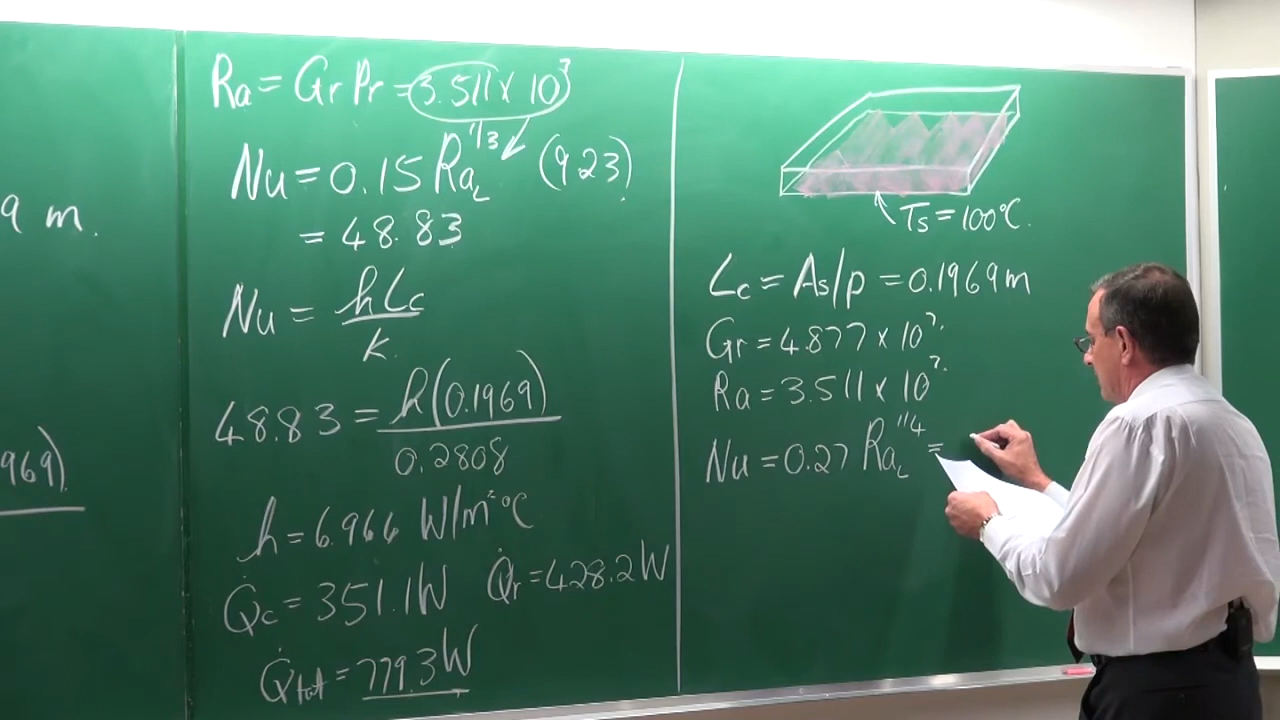 9 m.
969)
Ra = Gr Pr = 3.511 x 10^7
Nu = 0.15 Ra_L^1/3 (9.23)
= 48.83
Nu = hLc/k.
48.83 = h(0.1969)/0.2808
h = 6.966 W/m²°C
Q̇c = 351.1W Q̇r = 428.2W
Q̇tot = 779.3W
Ts = 100°C.
Lc = As/p = 0.1969m
Gr = 4.877 x 10^7.
Ra = 3.511 x 10^7.
Nu = 0.27 Ra_L^1/4 =